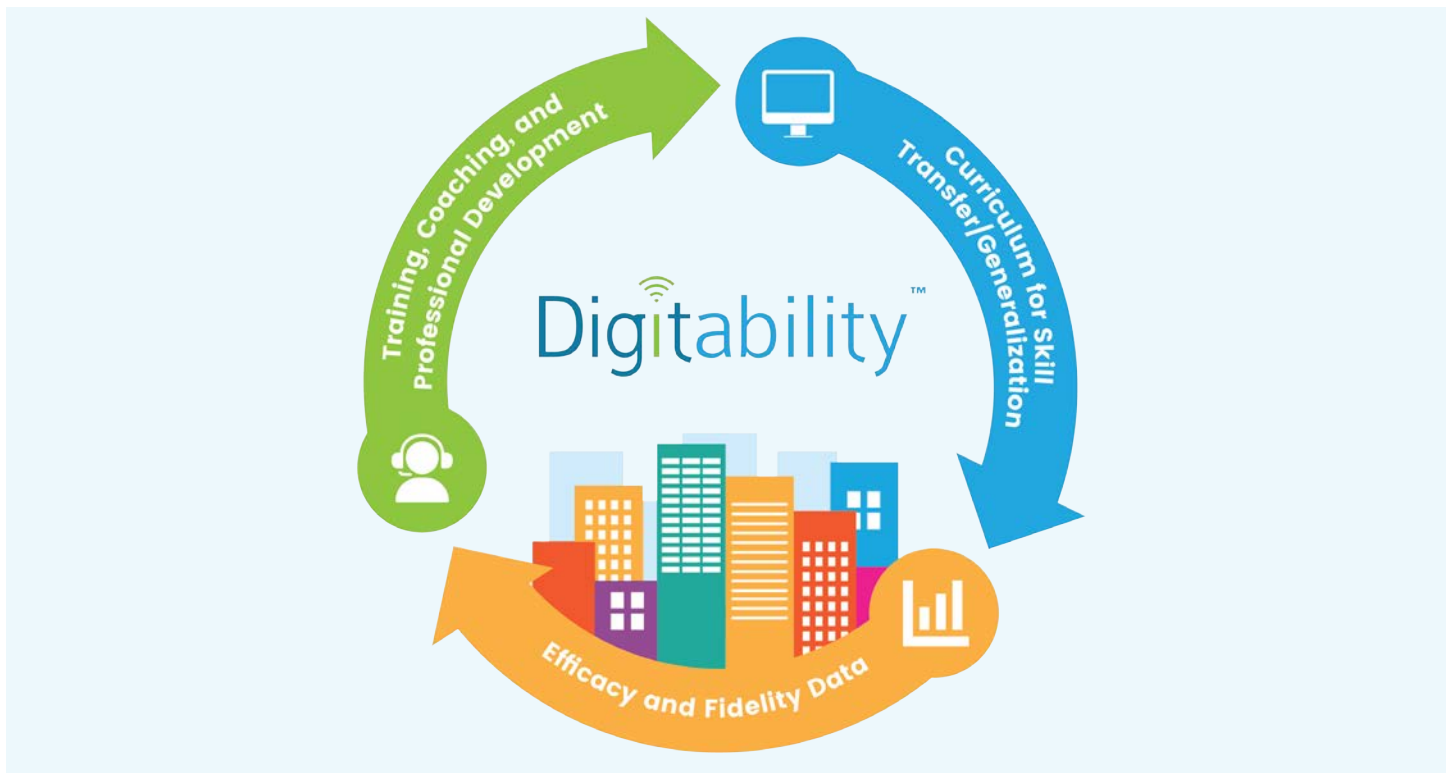 Training, Coaching, and
Professional Development
Curriculum for Skill
Transfer/Generalization
Digitability™
Efficacy and Fidelity Data